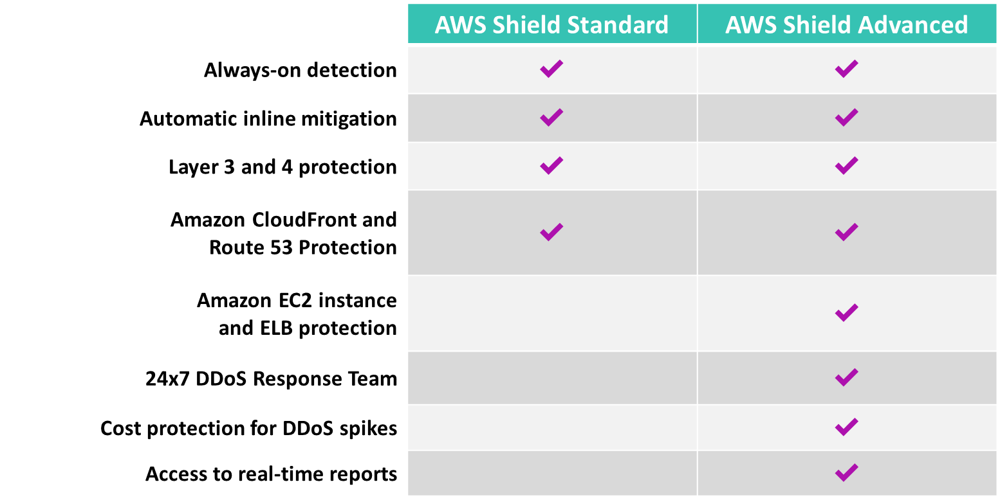 AWS Shield Standard
AWS Shield Advanced
Always-on detection
Automatic inline mitigation
Layer 3 and 4 protection
Amazon CloudFront and
Route 53 Protection
Amazon EC2 instance
and ELB protection
24x7 DDoS Response Team
Cost protection for DDoS spikes
Access to real-time reports